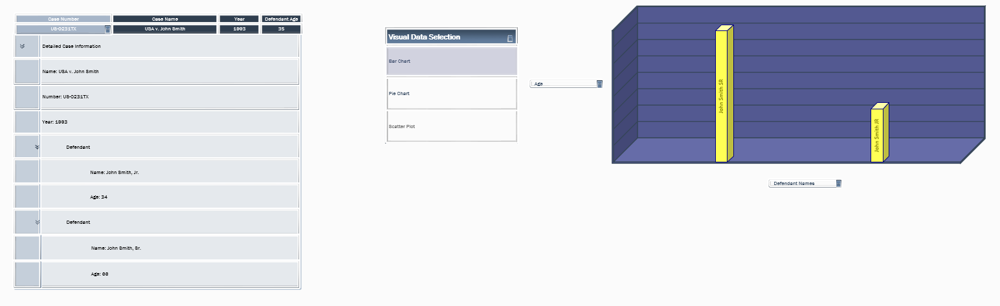 Case Number Case Name Year Defendant Age
US-0231TX USA v. John Smith 1993 35
Detailed Case Information
Name: USA v. John Smith
Number: US-0231TX
Year: 1993
Defendant
Name: John Smith, Jr.
Age: 34
Defendant
Name: John Smith, Sr.
Age:
Visual Data Selection
Bar Chart
Pie Chart
Scatter Plot
Age
John Smith SR
John Smith JR
Defendant Names